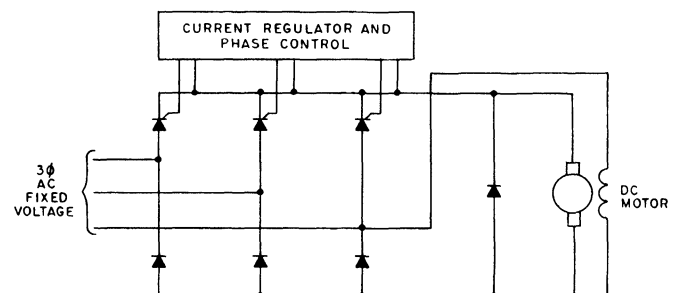 CURRENT REGULATOR AND
PHASE CONTROL
3ϕ
AC
FIXED
VOLTAGE
DC
MOTOR